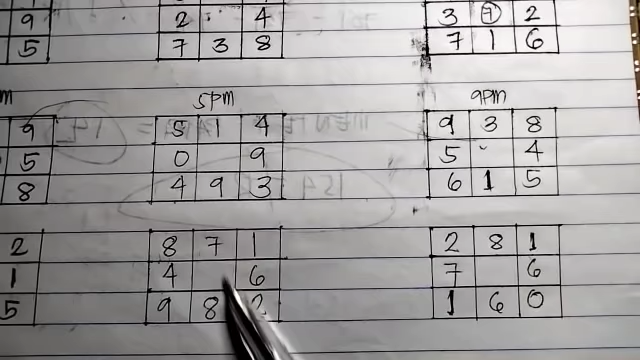 9 2 4 3 7 2
5 7 3 8 7 1 6
m 5pm 9pm
9 5 1 4 9 3 8
5 0 9 5 4
8 4 9 3 6 1 5
2 8 7 1 2 8 1
1 4 6 7 6
5 9 8 1 6 0